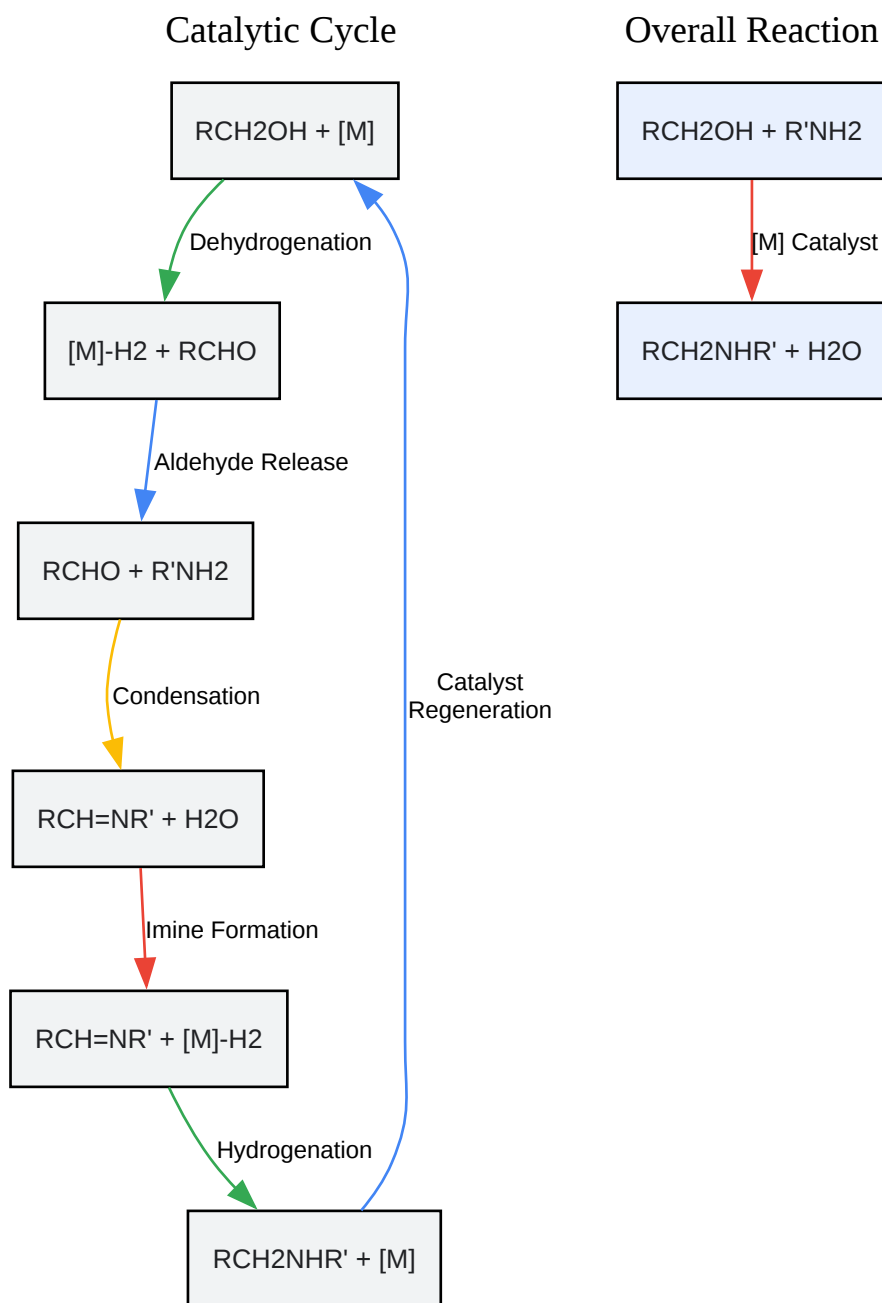 Catalytic Cycle
RCH2OH + [M]
Dehydrogenation
[M]-H2 + RCHO
Aldehyde Release
RCHO + R'NH2
Condensation
RCH=NR' + H2O
Imine Formation
RCH=NR' + [M]-H2
Hydrogenation
RCH2NHR' + [M]
Catalyst
Regeneration
Overall Reaction
RCH2OH + R'NH2
[M] Catalyst
RCH2NHR' + H2O